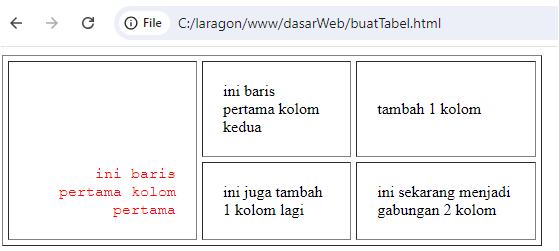 File C:/laragon/www/dasarWeb/buatTabel.html
ini baris
pertama kolom
pertama
ini baris
pertama kolom
kedua
tambah 1 kolom
ini juga tambah
1 kolom lagi
ini sekarang menjadi
gabungan 2 kolom